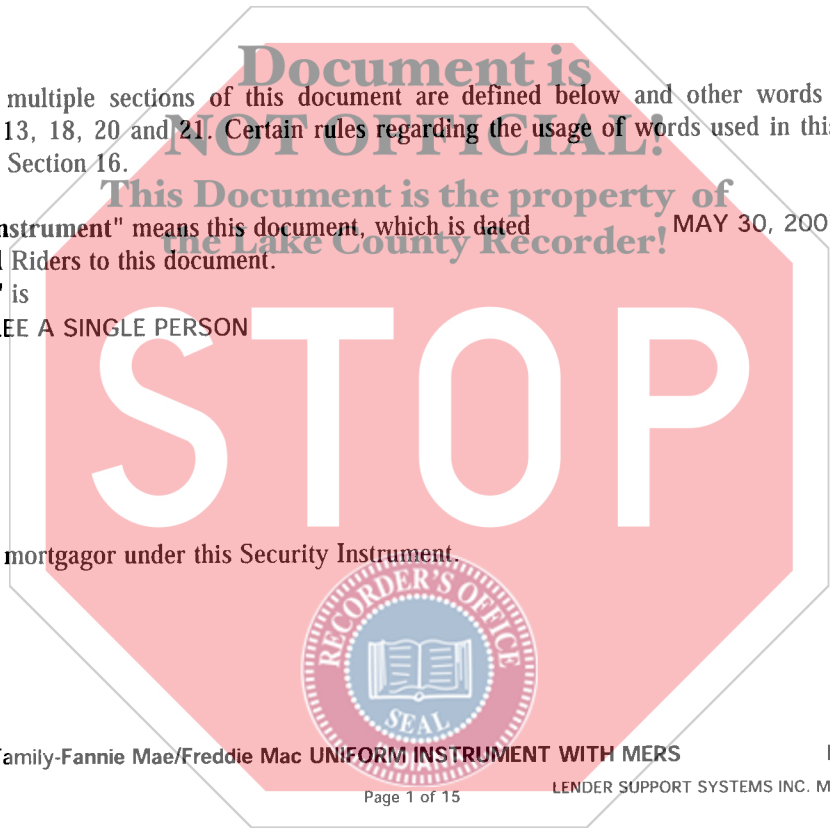 Document is
multiple sections of this document are defined below and other words
13, 18, 20 and 21. Certain rules regarding the usage of words used in this
NOT OFFICIAL!
Section 16.
This Document is the property of
nstrument" means this document, which is dated MAY 30, 200
the Lake County Recorder!
Riders to this document.
" is
LEE A SINGLE PERSON
STOP
mortgagor under this Security Instrument.
RECORDER'S OFFICE
SEAL
INDIANA
Family-Fannie Mae/Freddie Mac UNIFORM INSTRUMENT WITH MERS
Page 1 of 15
LENDER SUPPORT SYSTEMS INC. M